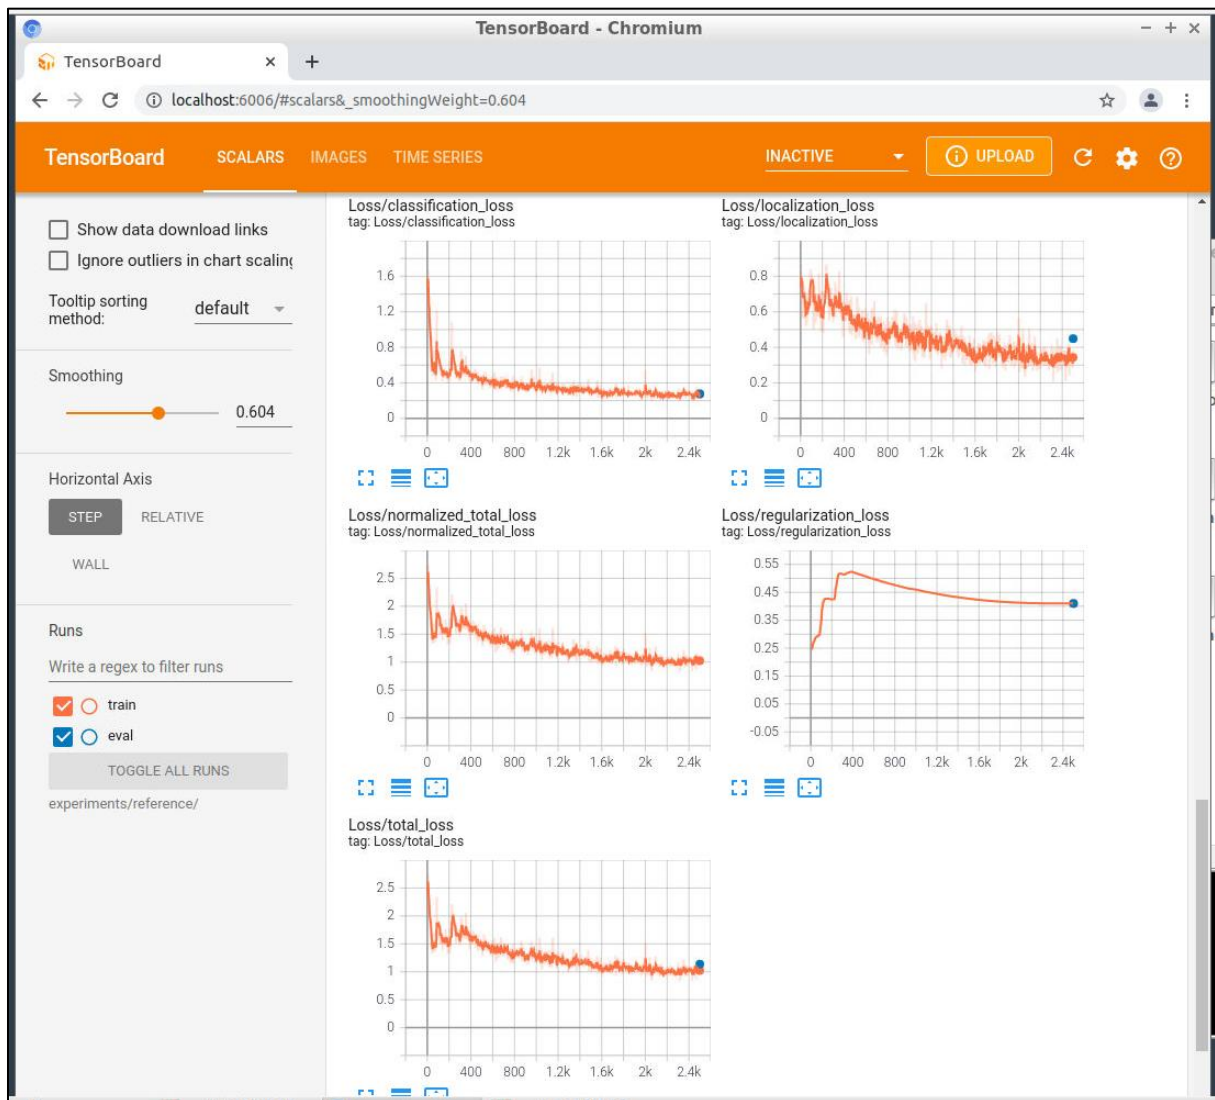 TensorBoard - Chromium
TensorBoard
localhost:6006/#scalars&_smoothingWeight=0.604
TensorBoard SCALARS IMAGES TIME SERIES INACTIVE UPLOAD
Show data download links
Ignore outliers in chart scaling
Tooltip sorting
method: default
Smoothing
0.604
Horizontal Axis
STEP RELATIVE
WALL
Runs
Write a regex to filter runs
train
eval
TOGGLE ALL RUNS
experiments/reference/
Loss/classification_loss
tag: Loss/classification_loss
1.6
1.2
0.8
0.4
0
0 400 800 1.2k 1.6k 2k 2.4k
Loss/localization_loss
tag: Loss/localization_loss
0.8
0.6
0.4
0.2
0
0 400 800 1.2k 1.6k 2k 2.4k
Loss/normalized_total_loss
tag: Loss/normalized_total_loss
2.5
2
1.5
1
0.5
0
0 400 800 1.2k 1.6k 2k 2.4k
Loss/regularization_loss
tag: Loss/regularization_loss
0.55
0.45
0.35
0.25
0.15
0.05
-0.05
0 400 800 1.2k 1.6k 2k 2.4k
Loss/total_loss
tag: Loss/total_loss
2.5
2
1.5
1
0.5
0
0 400 800 1.2k 1.6k 2k 2.4k